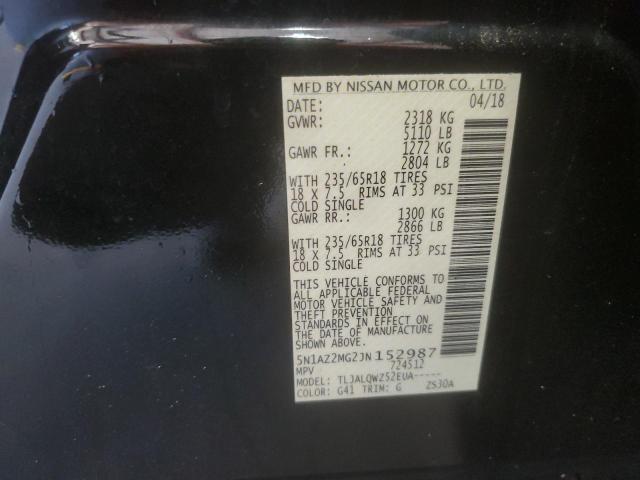 MFD BY NISSAN MOTOR CO., LTD.
DATE: 04/18
GVWR: 2318 KG
5110 LB
GAWR FR.: 1272 KG
2804 LB
WITH 235/65R18 TIRES
18 X 7.5 RIMS AT 33 PSI
COLD SINGLE
GAWR RR.: 1300 KG
2866 LB
WITH 235/65R18 TIRES
18 X 7.5 RIMS AT 33 PSI
COLD SINGLE
THIS VEHICLE CONFORMS TO
ALL APPLICABLE FEDERAL
MOTOR VEHICLE SAFETY AND
THEFT PREVENTION
STANDARDS IN EFFECT ON
THE DATE OF MANUFACTURE
SHOWN ABOVE.
5N1AZ2MG2JN152987
MPV 724512
MODEL: TLJALQWZ52EUA-----
COLOR: G41 TRIM: G ZS30A